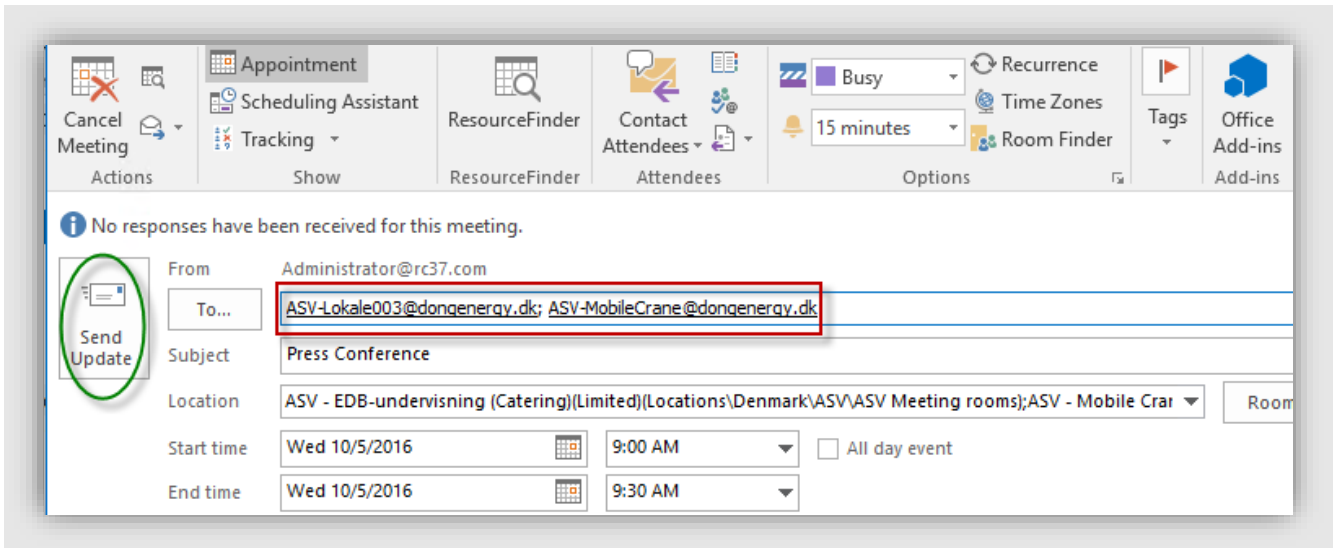 Appointment
Scheduling Assistant
Tracking
Cancel
Meeting
ResourceFinder
Contact
Attendees
Busy
15 minutes
Recurrence
Time Zones
Room Finder
Tags
Office
Add-ins
Actions
Show
ResourceFinder
Attendees
Options
Add-ins
No responses have been received for this meeting.
From Administrator@rc37.com
To... ASV-Lokale003@dongenergy.dk; ASV-MobileCrane@dongenergy.dk
Send
Update
Subject Press Conference
Location ASV - EDB-undervisning (Catering)(Limited)(Locations\Denmark\ASV\ASV Meeting rooms);ASV - Mobile Crar Room
Start time Wed 10/5/2016 9:00 AM All day event
End time Wed 10/5/2016 9:30 AM